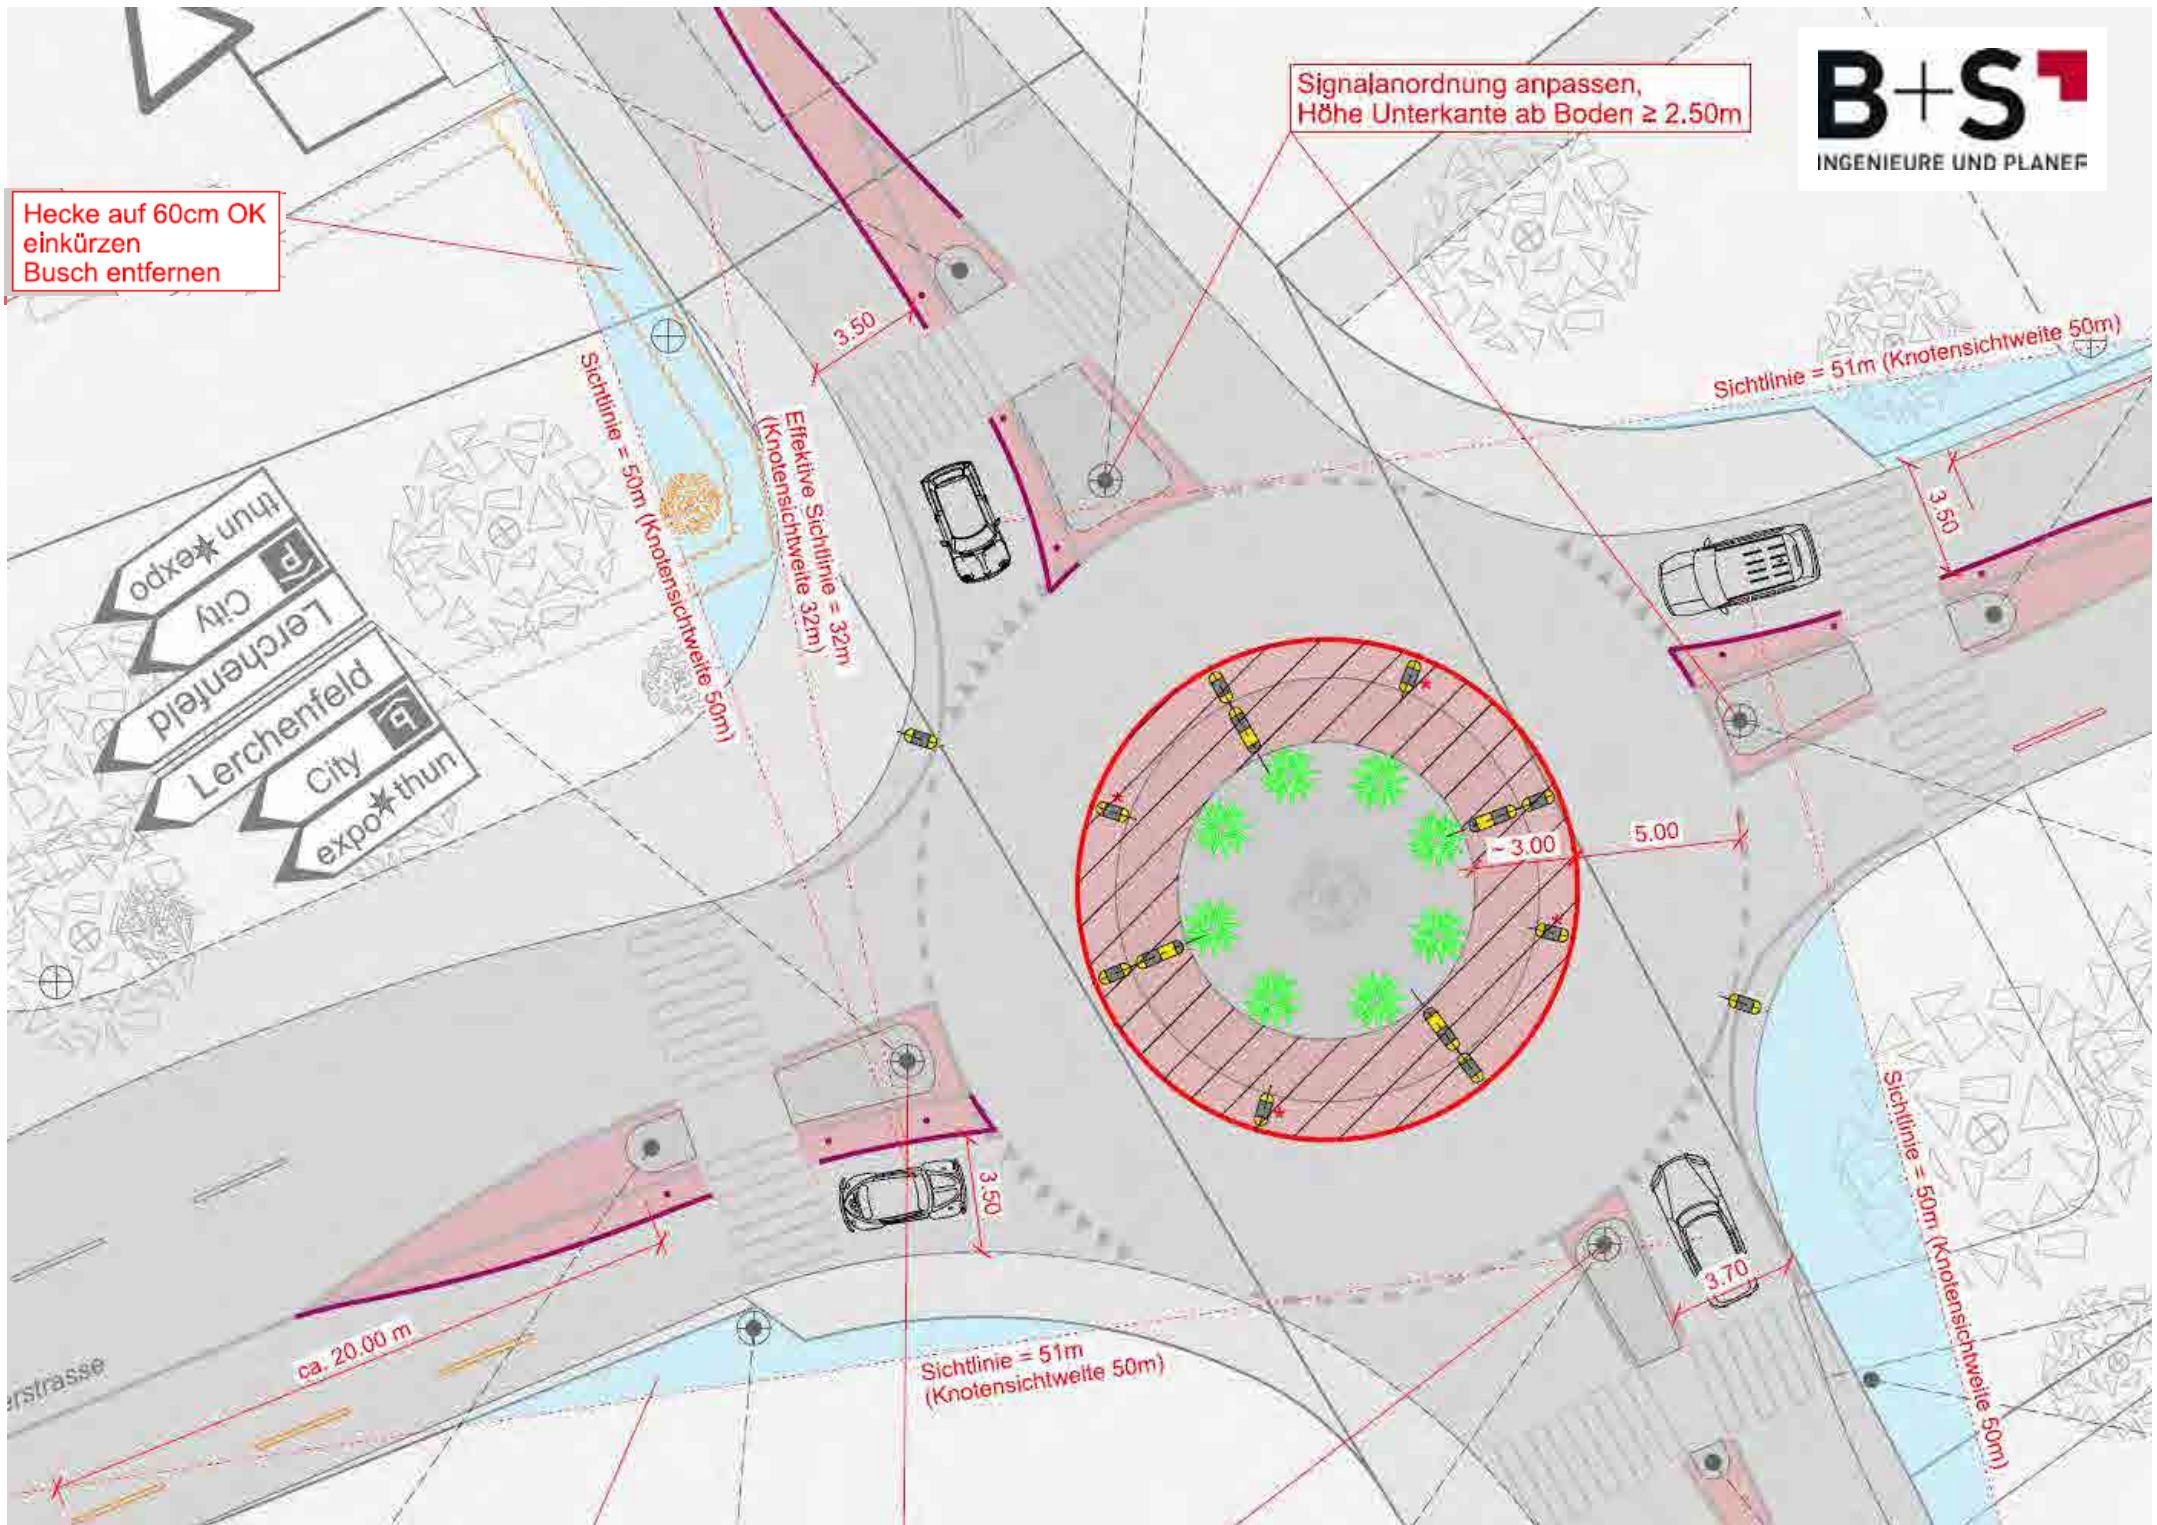 Signalanordnung anpassen,
Höhe Unterkante ab Boden ≥ 2.50m
B+S
INGENIEURE UND PLANER
Hecke auf 60cm OK
einkürzen
Busch entfernen
3.50
Sichtlinie = 50m (Knotensichtweite 50m)
Effektive Sichtlinie = 32m
(Knotensichtweite 32m)
Sichtlinie = 51m (Knotensichtweite 50m)
3.50
thun expo
City P
Lerchenfeld
Lerchenfeld
City P
expo thun
~ 3.00
5.00
3.50
3.70
Sichtlinie = 50m (Knotensichtweite 50m)
ca. 20.00 m
erstrasse
Sichtlinie = 51m
(Knotensichtweite 50m)